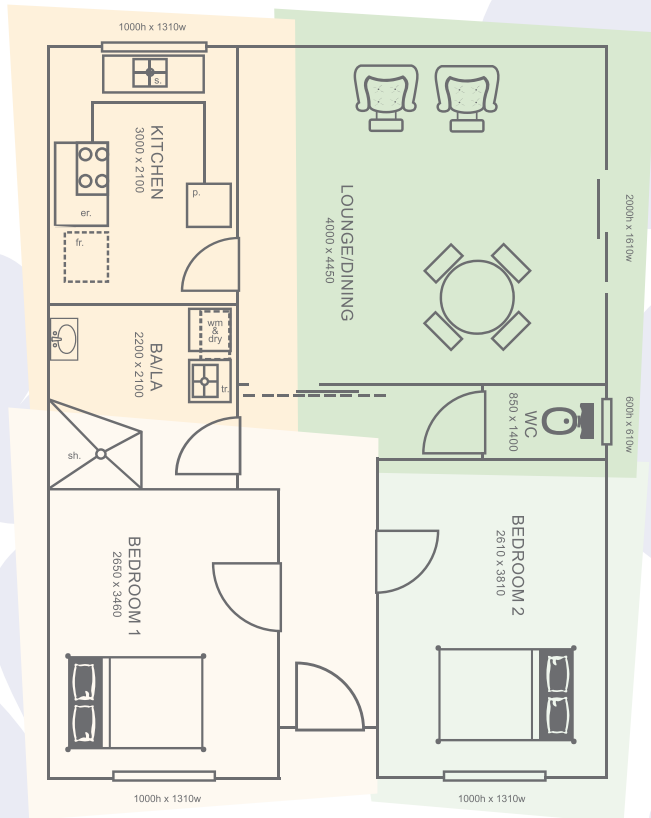 1000h x 1310w
s.
KITCHEN
3000 x 2100
p.
er.
fr.
LOUNGE/DINING
4000 x 4450
2000h x 1610w
wm
&
dry
BA/LA
2200 x 2100
tr.
sh.
WC
850 x 1400
600h x 610w
BEDROOM 1
2650 x 3460
BEDROOM 2
2610 x 3810
1000h x 1310w
1000h x 1310w